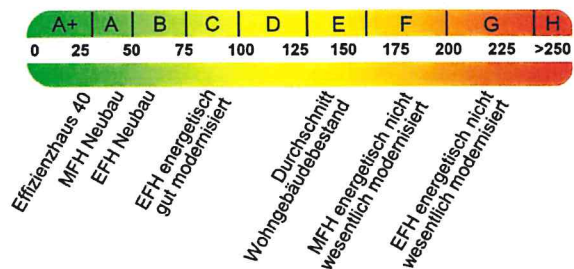 A+ A B C D E F G H
0 25 50 75 100 125 150 175 200 225 >250
Effizienzhaus 40
MFH Neubau
EFH Neubau
EFH energetisch
gut modernisiert
Durchschnitt
Wohngebäudebestand
MFH energetisch nicht
wesentlich modernisiert
EFH energetisch nicht
wesentlich modernisiert